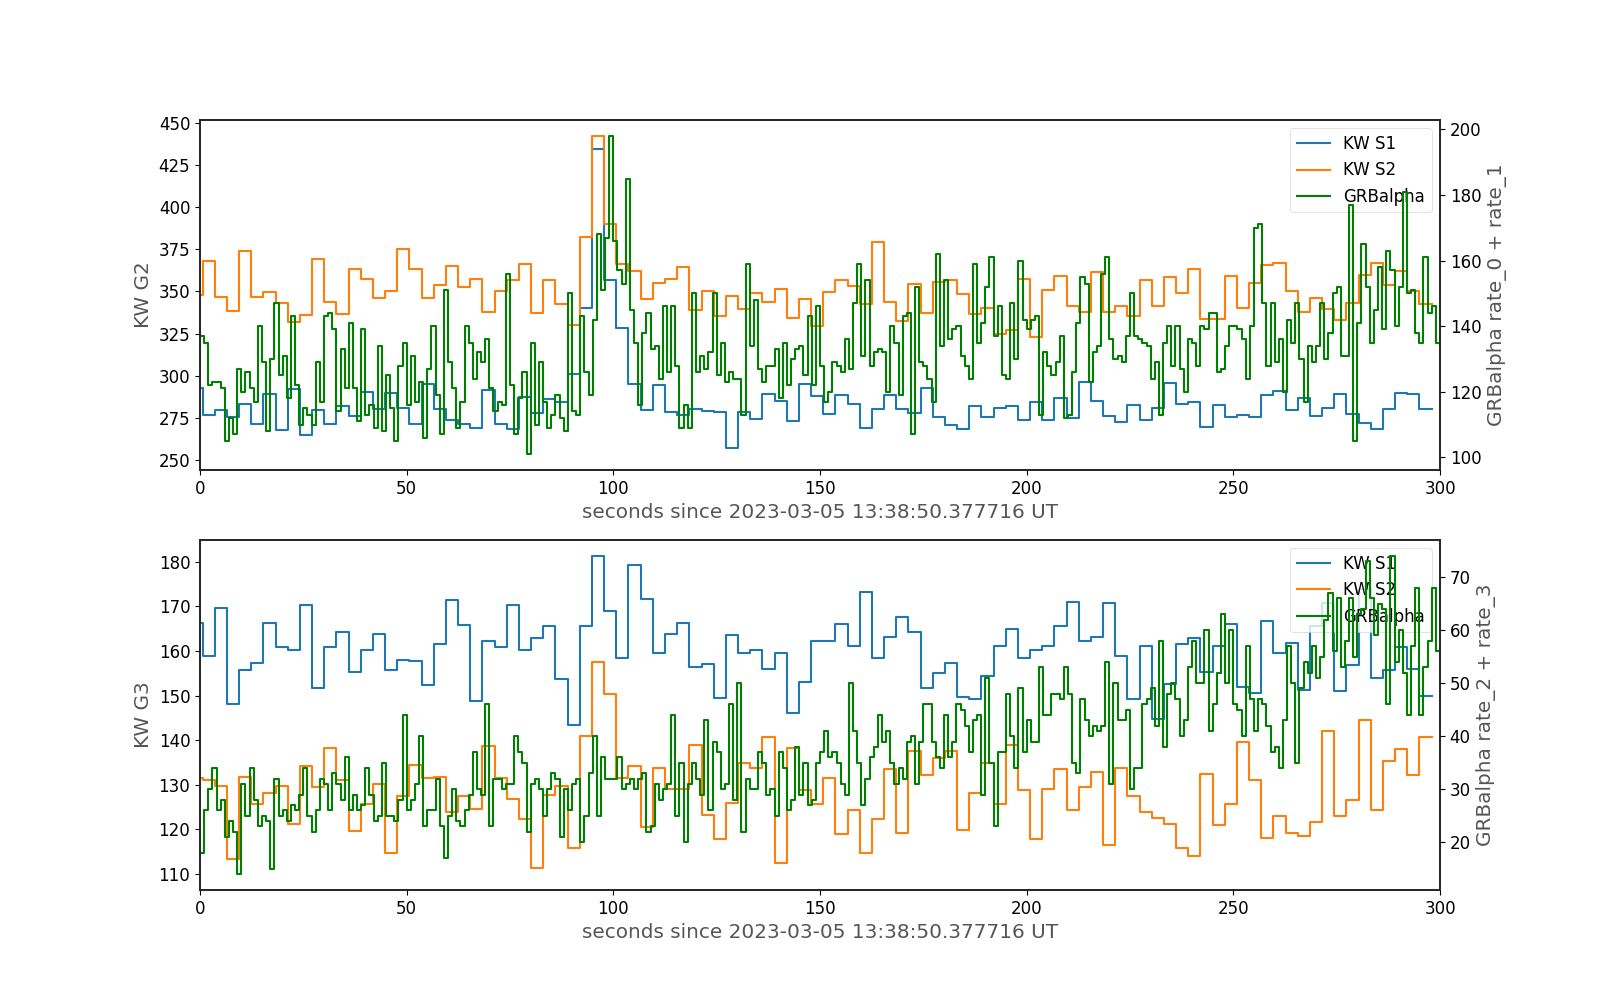 450
425
400
375
350
325
300
275
250
KW G2
KW S1
KW S2
GRBalpha
200
180
160
140
120
100
GRBalpha rate_0 + rate_1
0 50 100 150 200 250 300
seconds since 2023-03-05 13:38:50.377716 UT
180
170
160
150
140
130
120
110
KW G3
KW S1
KW S2
GRBalpha
70
60
50
40
30
20
GRBalpha rate_2 + rate_3
0 50 100 150 200 250 300
seconds since 2023-03-05 13:38:50.377716 UT